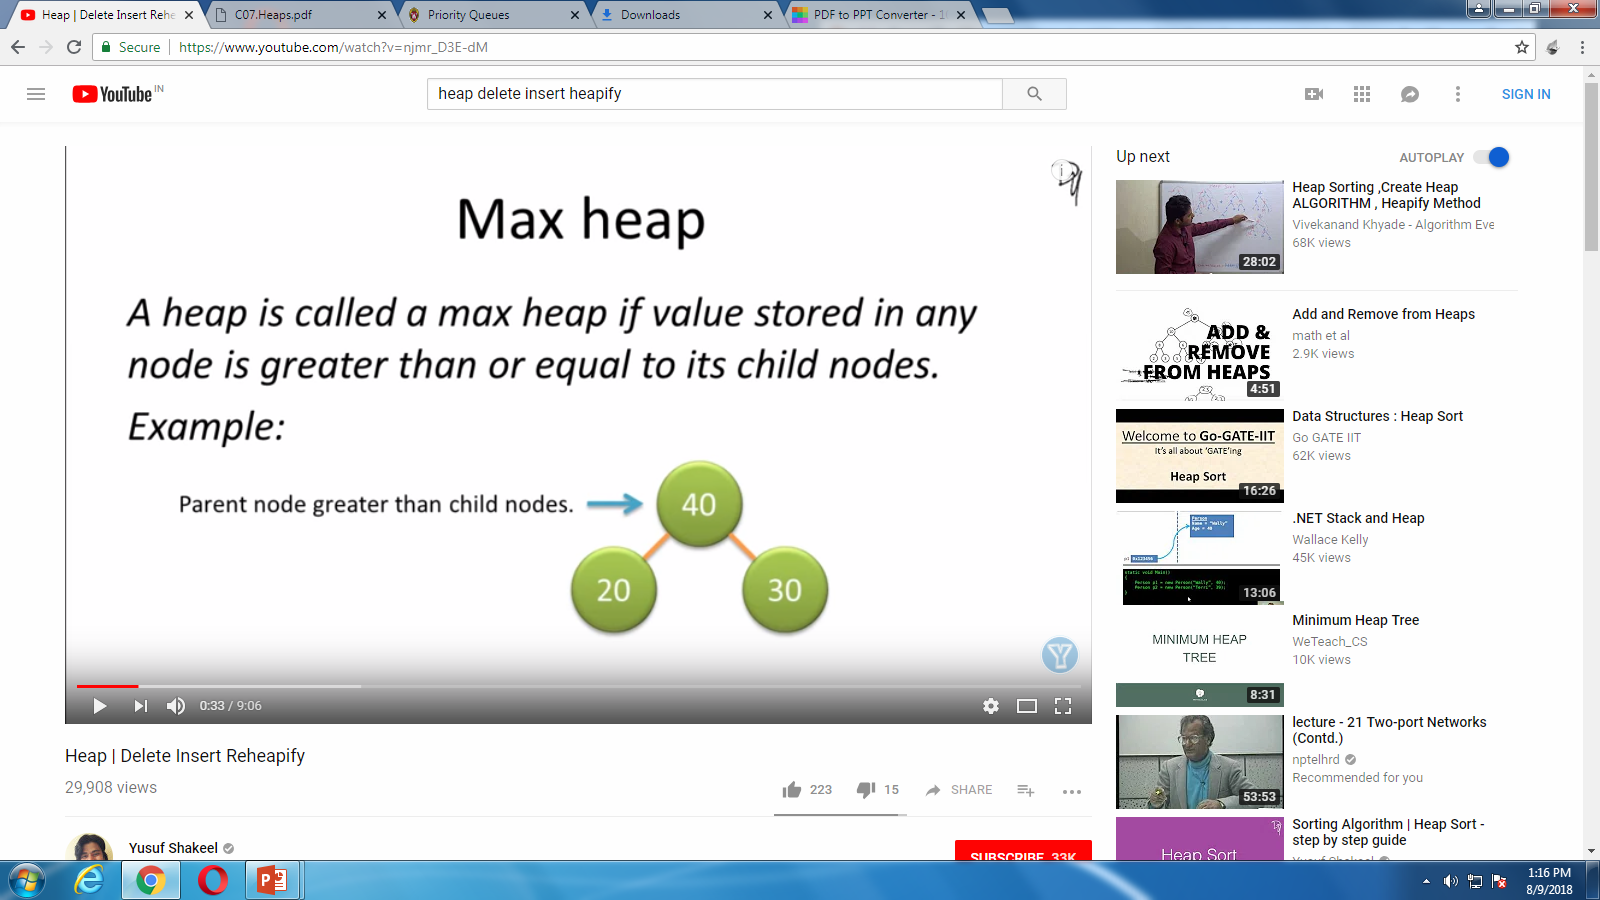 Heap | Delete Insert Rehe
C07.Heaps.pdf
Priority Queues
Downloads
PDF to PPT Converter - 10
Secure
https://www.youtube.com/watch?v=njmr_D3E-dM
YouTube IN
heap delete insert heapify
SIGN IN
Max heap
A heap is called a max heap if value stored in any
node is greater than or equal to its child nodes.
Example:
Parent node greater than child nodes.
40
20
30
0:33 / 9:06
Heap | Delete Insert Reheapify
29,908 views
223
15
SHARE
Yusuf Shakeel
SUBSCRIBE 33K
Up next
AUTOPLAY
28:02
Heap Sorting ,Create Heap
ALGORITHM , Heapify Method
Vivekanand Khyade - Algorithm Eve
68K views
ADD &
REMOVE
FROM HEAPS
4:51
Add and Remove from Heaps
math et al
2.9K views
Welcome to Go-GATE-IIT
It's all about 'GATE'ing
Heap Sort
16:26
Data Structures : Heap Sort
Go GATE IIT
62K views
13:06
.NET Stack and Heap
Wallace Kelly
45K views
MINIMUM HEAP
TREE
8:31
Minimum Heap Tree
WeTeach_CS
10K views
53:53
lecture - 21 Two-port Networks
(Contd.)
nptelhrd
Recommended for you
Heap Sort
Sorting Algorithm | Heap Sort -
step by step guide
Yusuf Shakeel
1:16 PM
8/9/2018